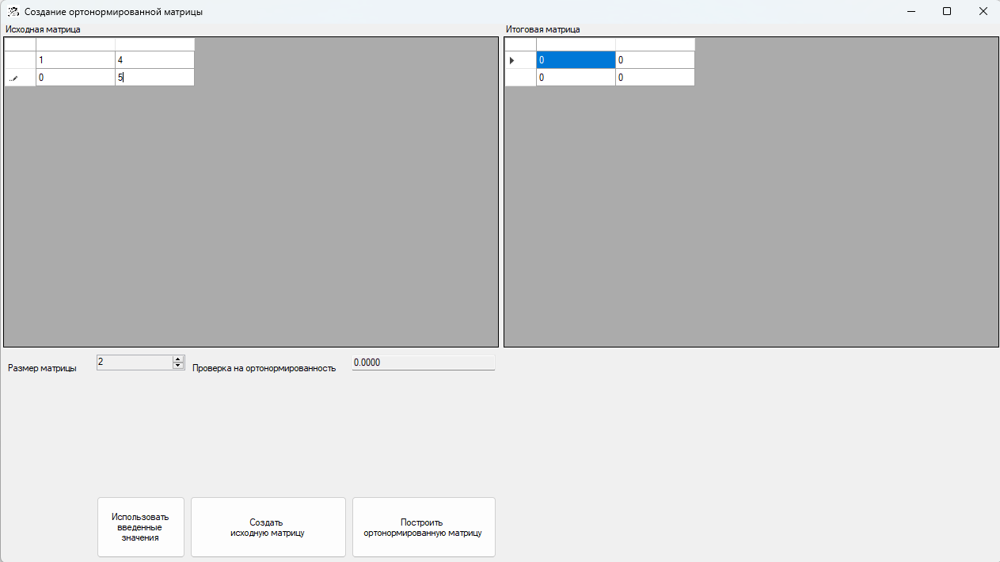 Создание ортонормированной матрицы
Исходная матрица
Итоговая матрица
1 4
0 5
0 0
0 0
Размер матрицы
2
Проверка на ортонормированность
0.0000
Использовать
введенные
значения
Создать
исходную матрицу
Построить
ортонормированную матрицу